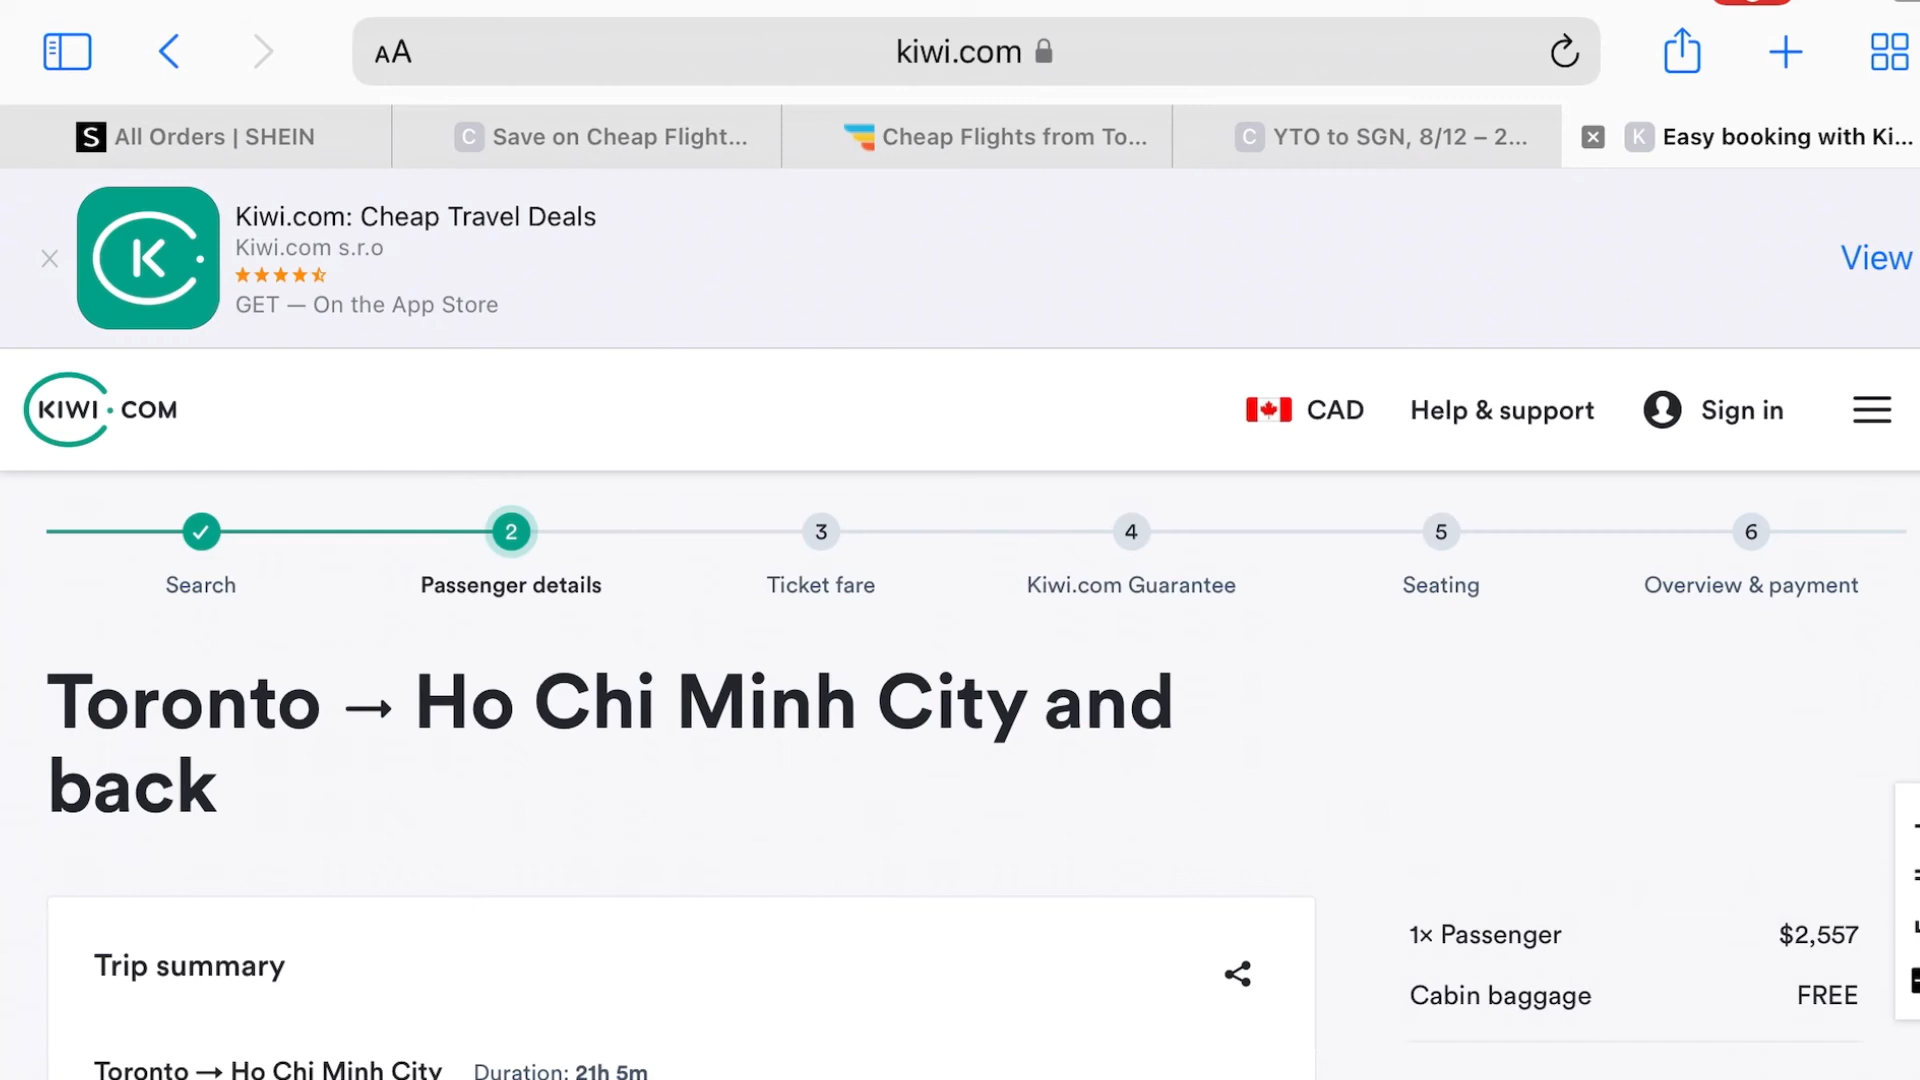 AA
kiwi.com
S All Orders | SHEIN
C Save on Cheap Flight...
Cheap Flights from To...
C YTO to SGN, 8/12 – 2...
K Easy booking with Ki...
K
Kiwi.com: Cheap Travel Deals
Kiwi.com s.r.o
GET — On the App Store
View
KIWI·COM
CAD
Help & support
Sign in
2
3
4
5
6
Search
Passenger details
Ticket fare
Kiwi.com Guarantee
Seating
Overview & payment
Toronto → Ho Chi Minh City and
back
Trip summary
Toronto → Ho Chi Minh City Duration: 21h 5m
1× Passenger $2,557
Cabin baggage FREE